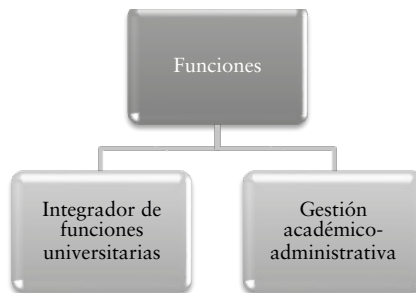 Funciones
Integrador de
funciones
universitarias
Gestión
académico-
administrativa